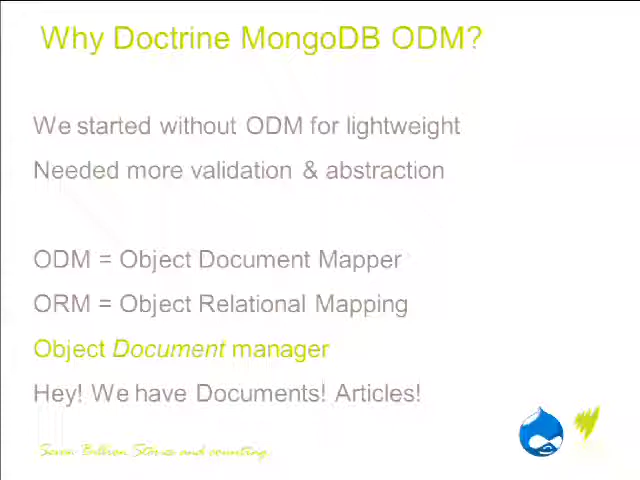 Why Doctrine MongoDB ODM?
We started without ODM for lightweight
Needed more validation & abstraction
ODM = Object Document Mapper
ORM = Object Relational Mapping
Object Document manager
Hey! We have Documents! Articles!
Seven Billion Stories and counting